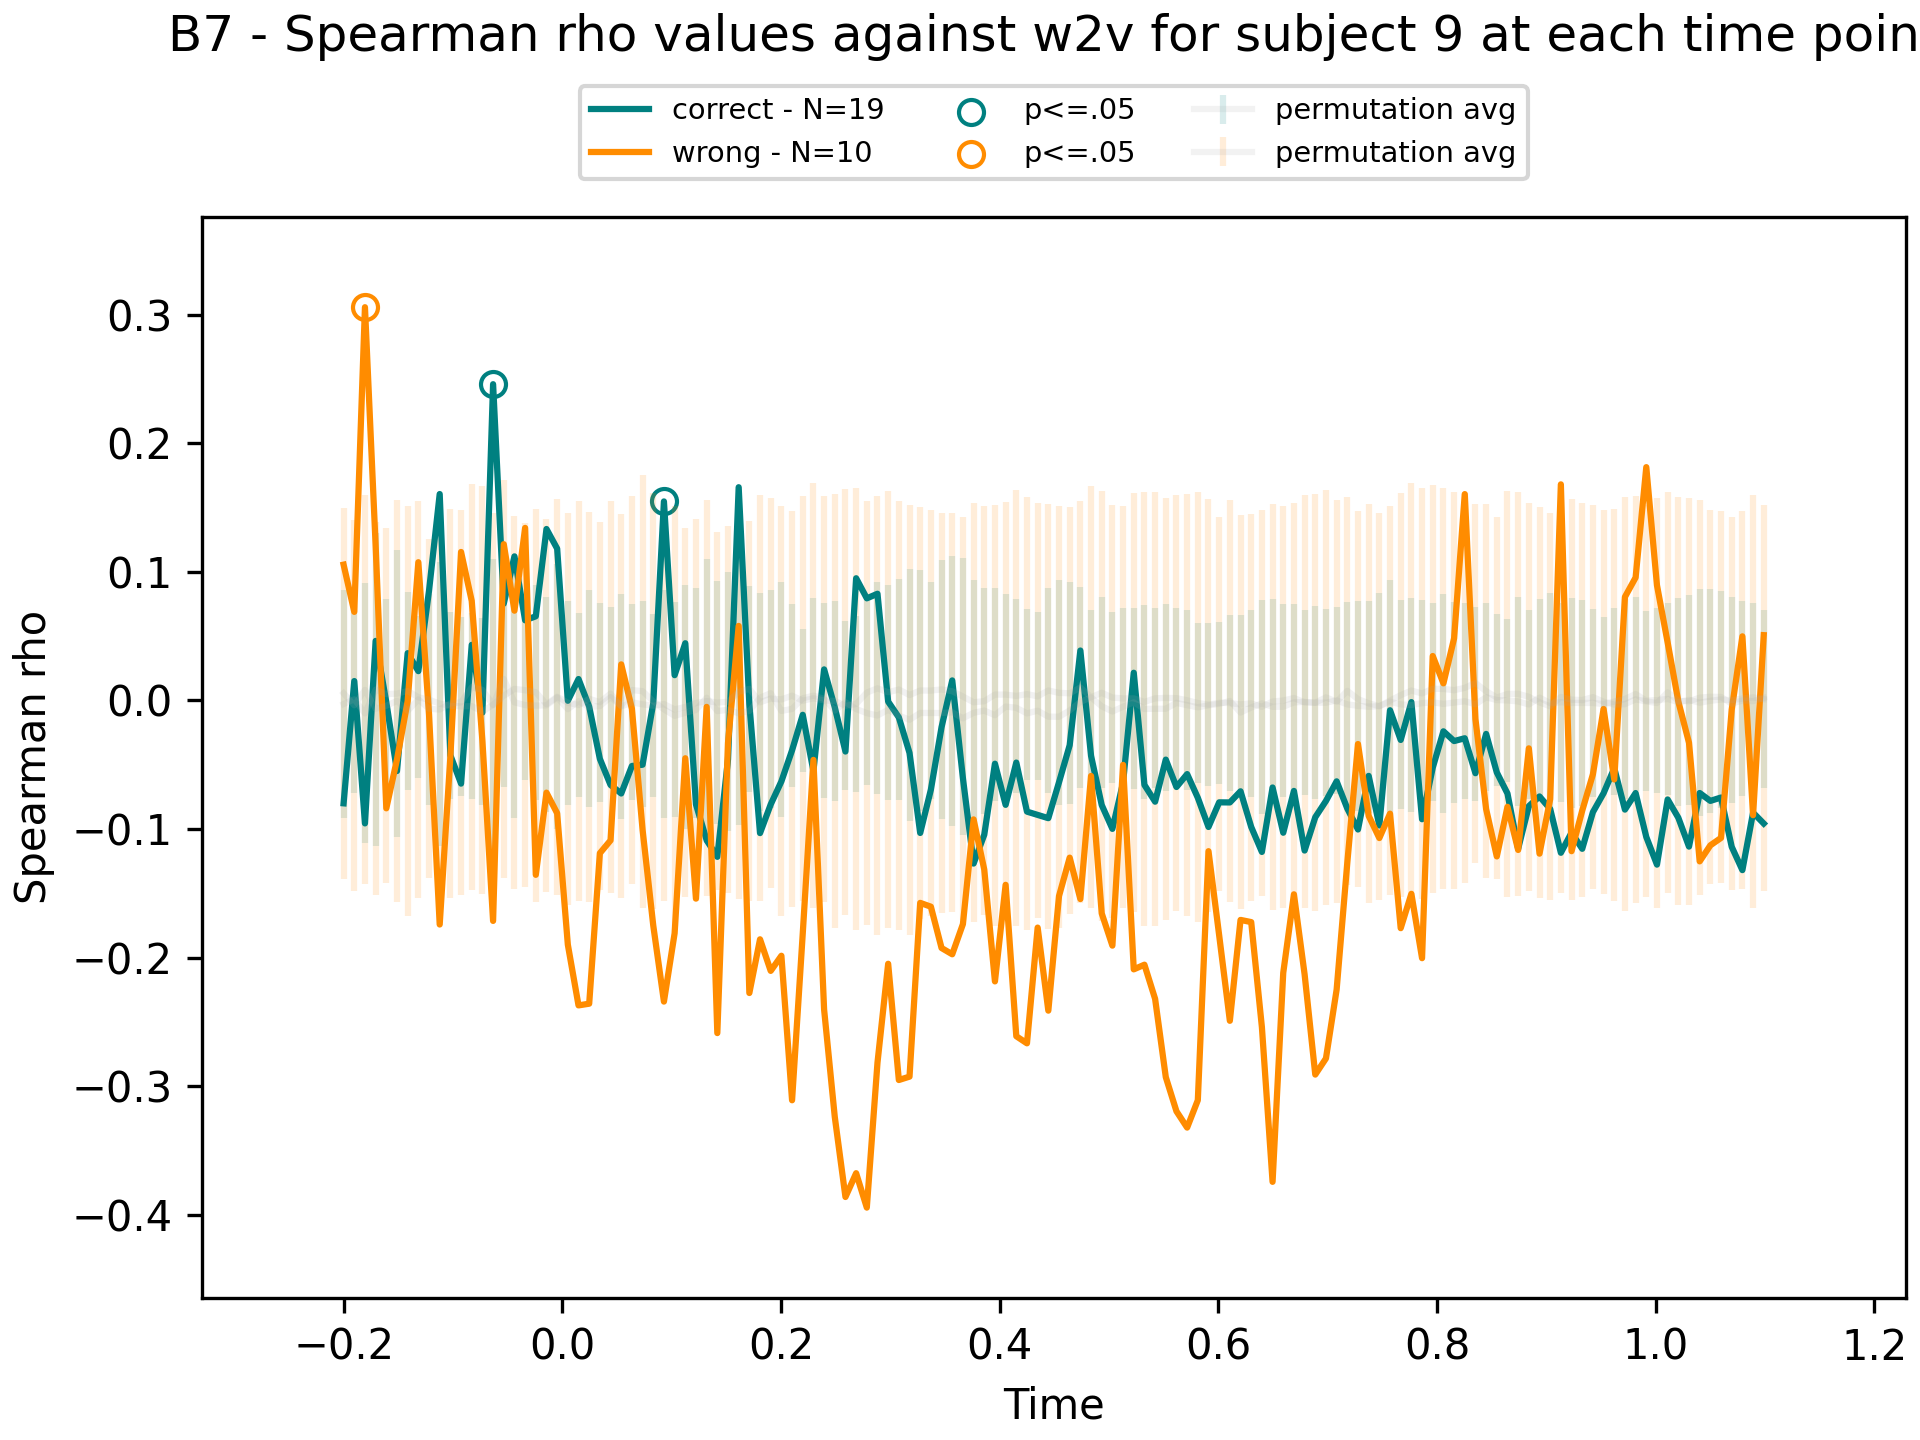 B7 - Spearman rho values against w2v for subject 9 at each time poin
correct - N=19
wrong - N=10
p<=.05
p<=.05
permutation avg
permutation avg
Spearman rho
0.3
0.2
0.1
0.0
−0.1
−0.2
−0.3
−0.4
−0.2 0.0 0.2 0.4 0.6 0.8 1.0 1.2
Time